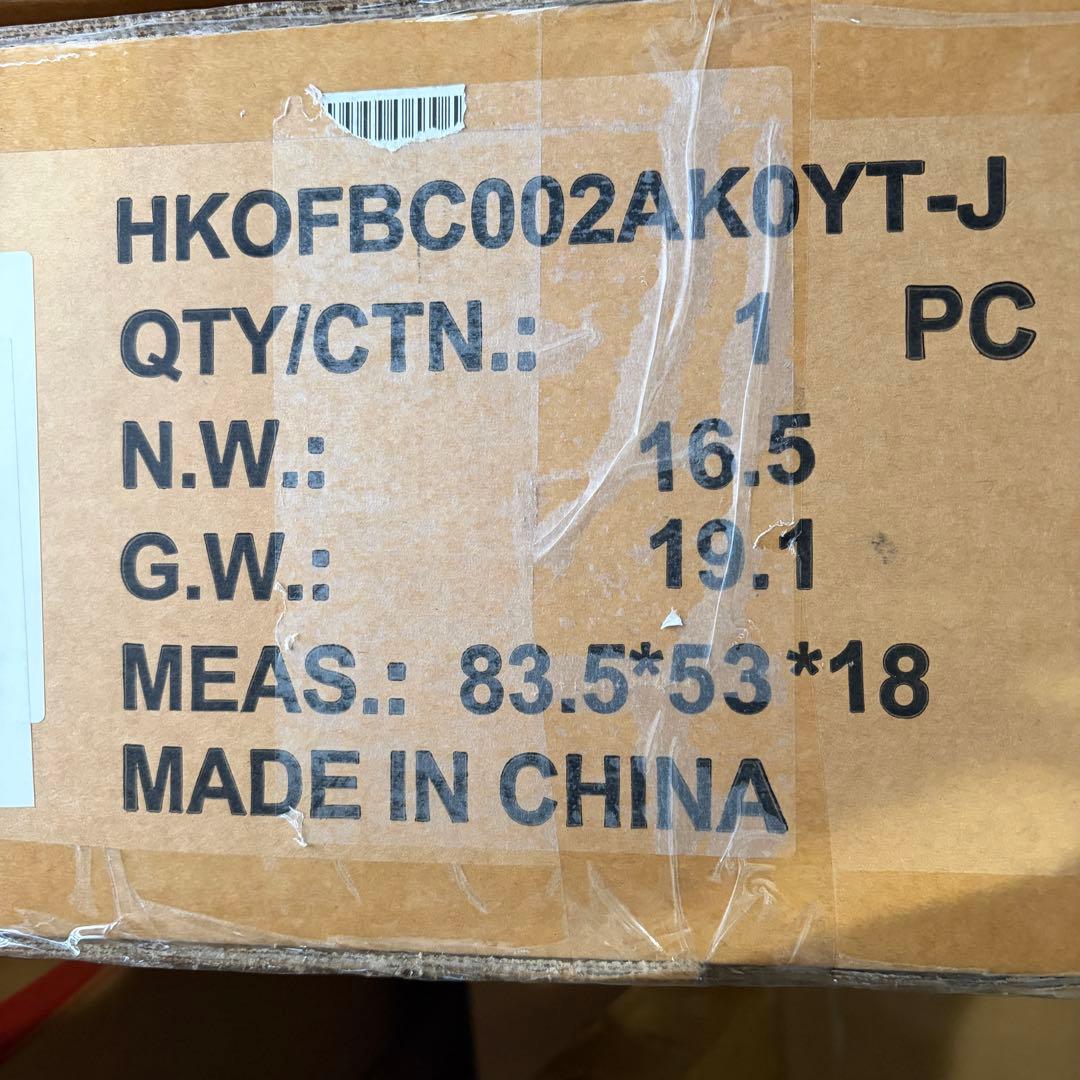 HKOFBC002AK0YT-J
QTY/CTN.: 1 PC
N.W.: 16.5
G.W.: 19.1
MEAS.: 83.5*53*18
MADE IN CHINA